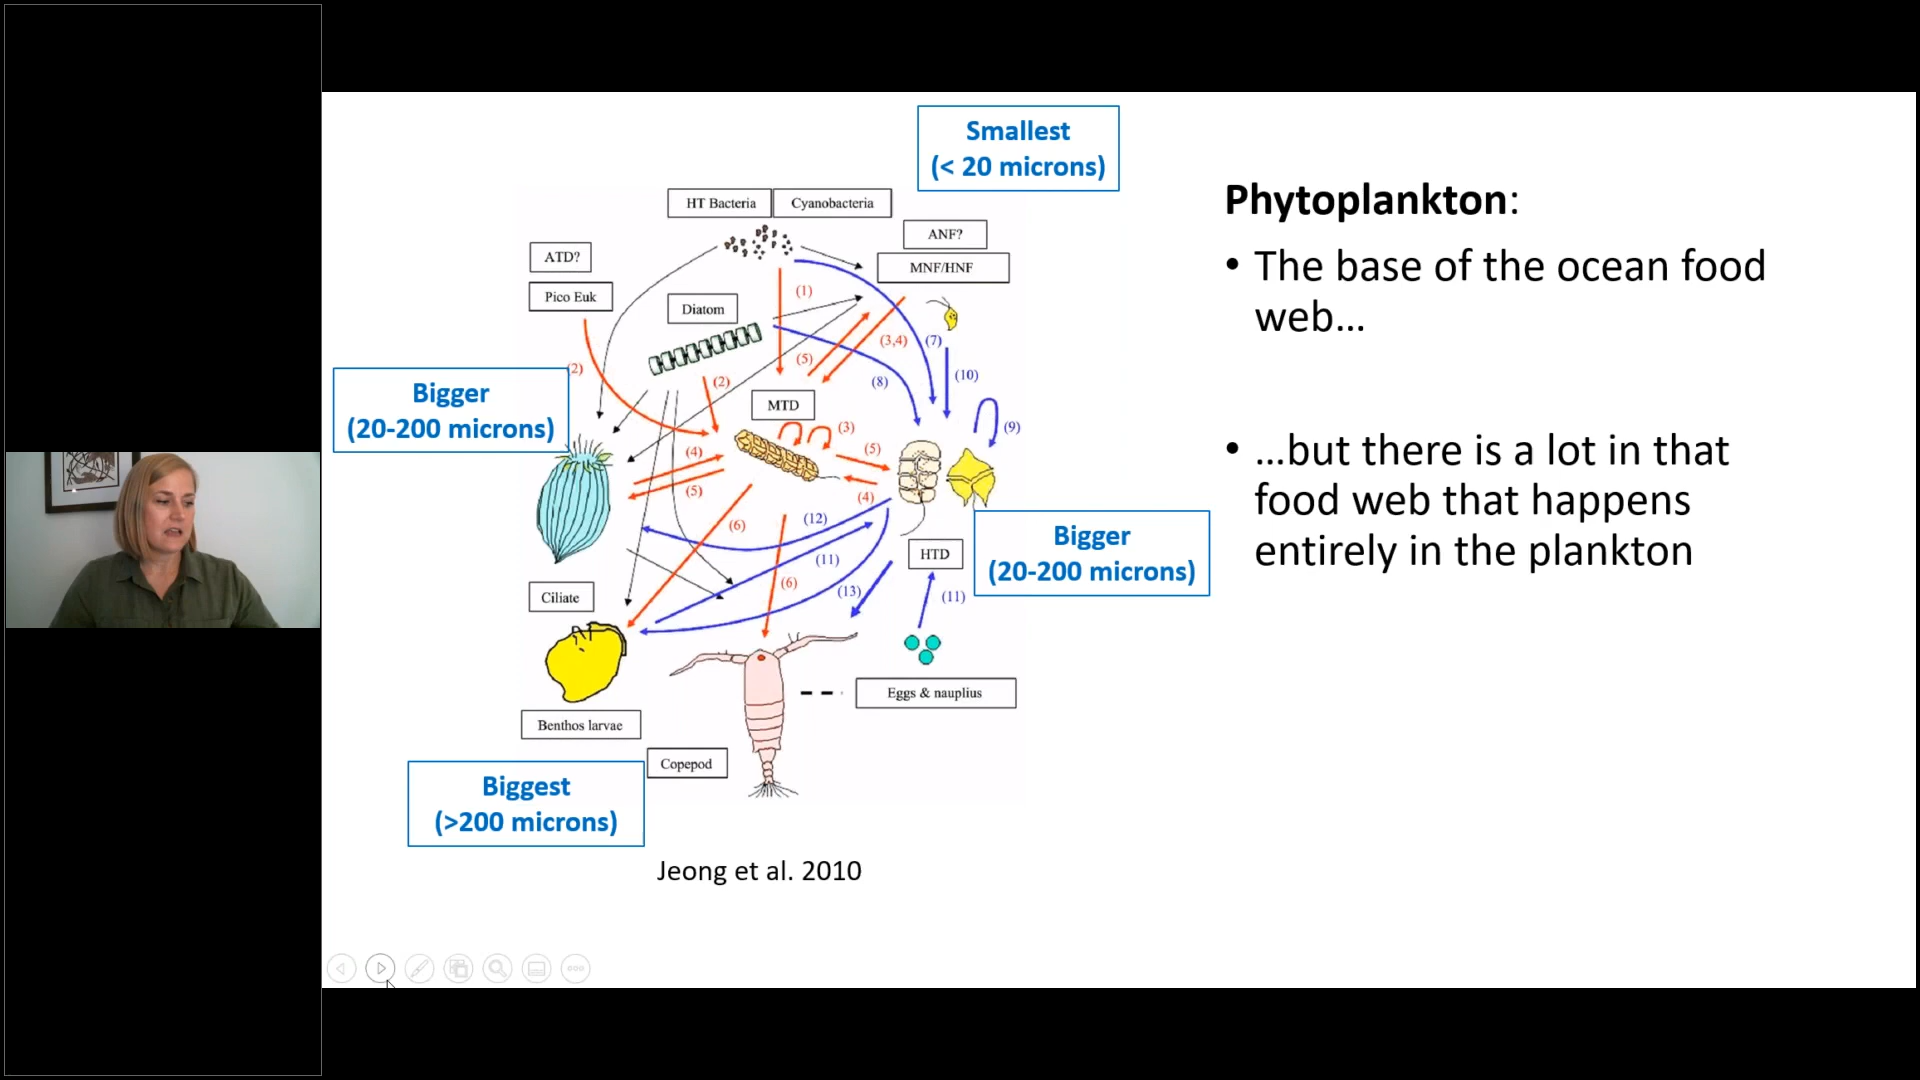 Smallest
(< 20 microns)
HT Bacteria
Cyanobacteria
ANF?
MNF/HNF
ATD?
Pico Euk
Diatom
(1)
(3,4)
(7)
(5)
(8)
(10)
2)
(2)
Bigger
(20-200 microns)
MTD
(3)
(9)
(4)
(5)
(5)
(4)
(6)
(12)
(11)
HTD
Bigger
(20-200 microns)
(6)
(13)
(11)
Ciliate
Eggs & nauplius
Benthos larvae
Copepod
Biggest
(>200 microns)
Jeong et al. 2010
Phytoplankton:
• The base of the ocean food
web...
• ...but there is a lot in that
food web that happens
entirely in the plankton